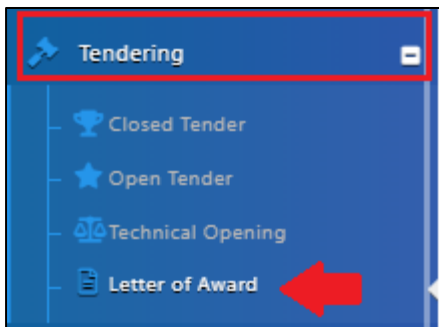 Tendering
Closed Tender
Open Tender
Technical Opening
Letter of Award